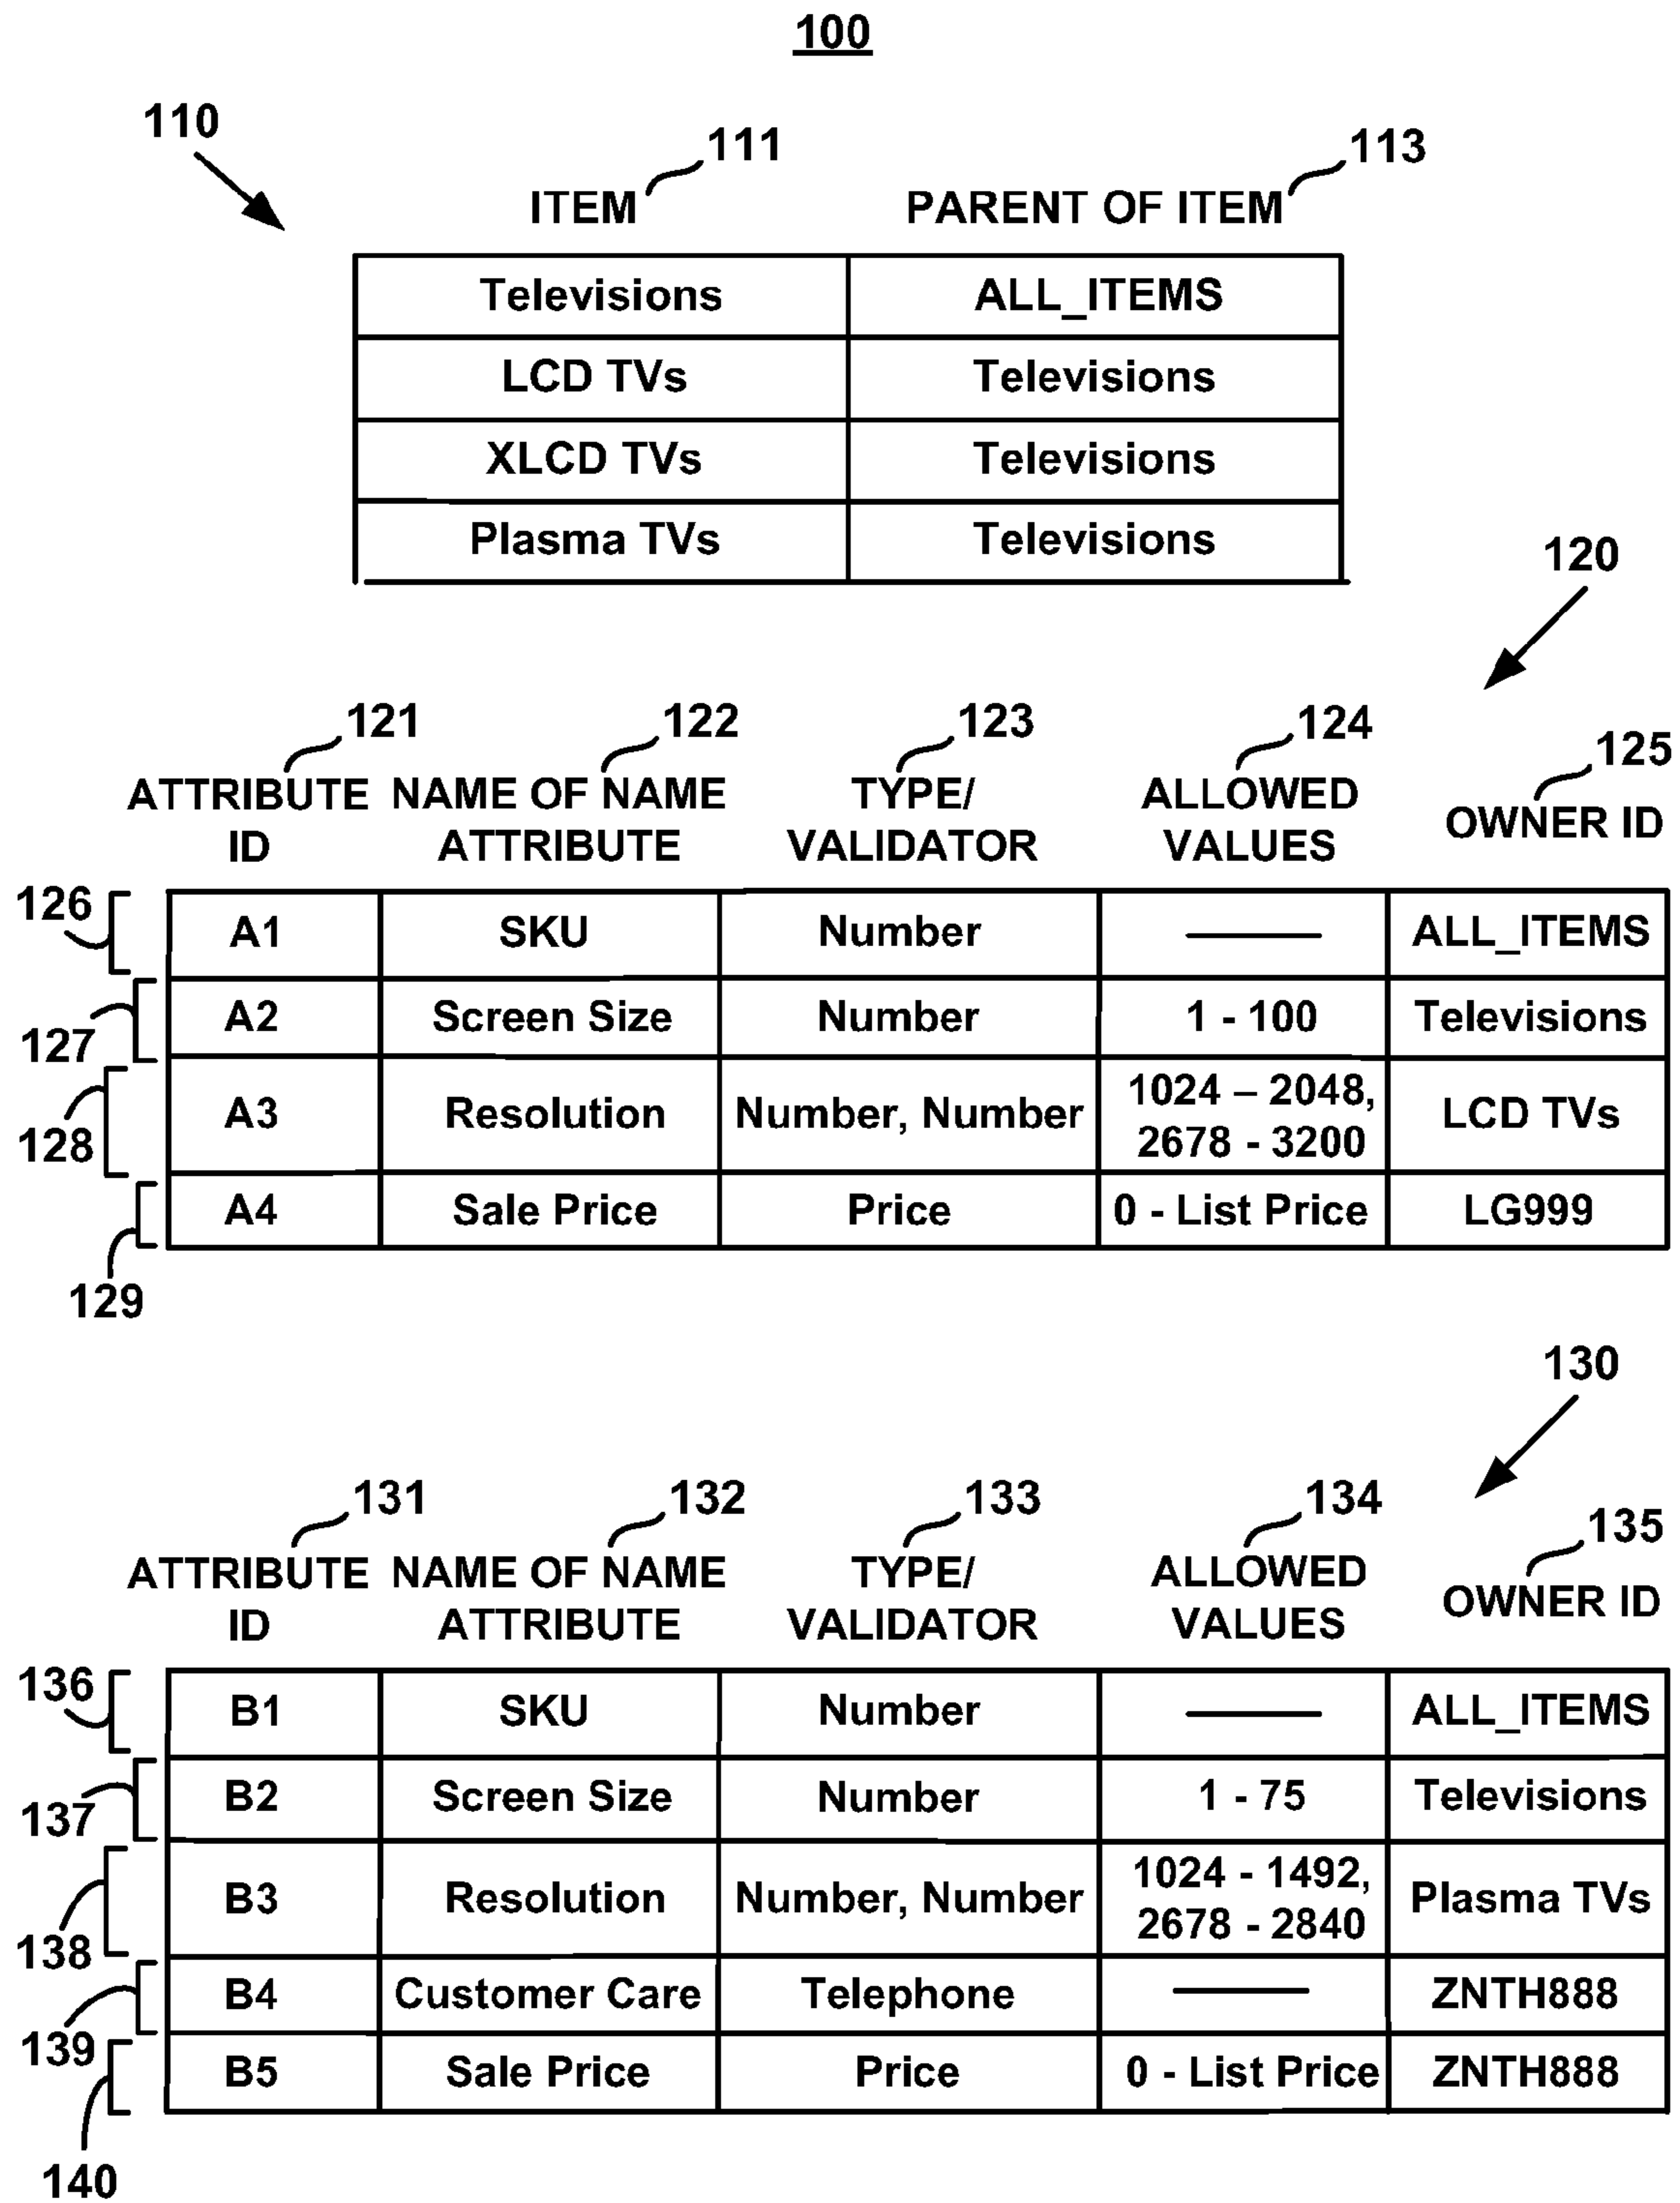 100
110
111
113
ITEM PARENT OF ITEM
Televisions ALL_ITEMS
LCD TVs Televisions
XLCD TVs Televisions
Plasma TVs Televisions
120
121 122 123 124 125
ATTRIBUTE NAME OF NAME TYPE/ ALLOWED OWNER ID
ID ATTRIBUTE VALIDATOR VALUES
126 A1 SKU Number ——— ALL_ITEMS
127 A2 Screen Size Number 1 - 100 Televisions
128 A3 Resolution Number, Number 1024 – 2048, LCD TVs
2678 - 3200
129 A4 Sale Price Price 0 - List Price LG999
130
131 132 133 134 135
ATTRIBUTE NAME OF NAME TYPE/ ALLOWED OWNER ID
ID ATTRIBUTE VALIDATOR VALUES
136 B1 SKU Number ——— ALL_ITEMS
137 B2 Screen Size Number 1 - 75 Televisions
138 B3 Resolution Number, Number 1024 - 1492, Plasma TVs
2678 - 2840
139 B4 Customer Care Telephone ——— ZNTH888
140 B5 Sale Price Price 0 - List Price ZNTH888